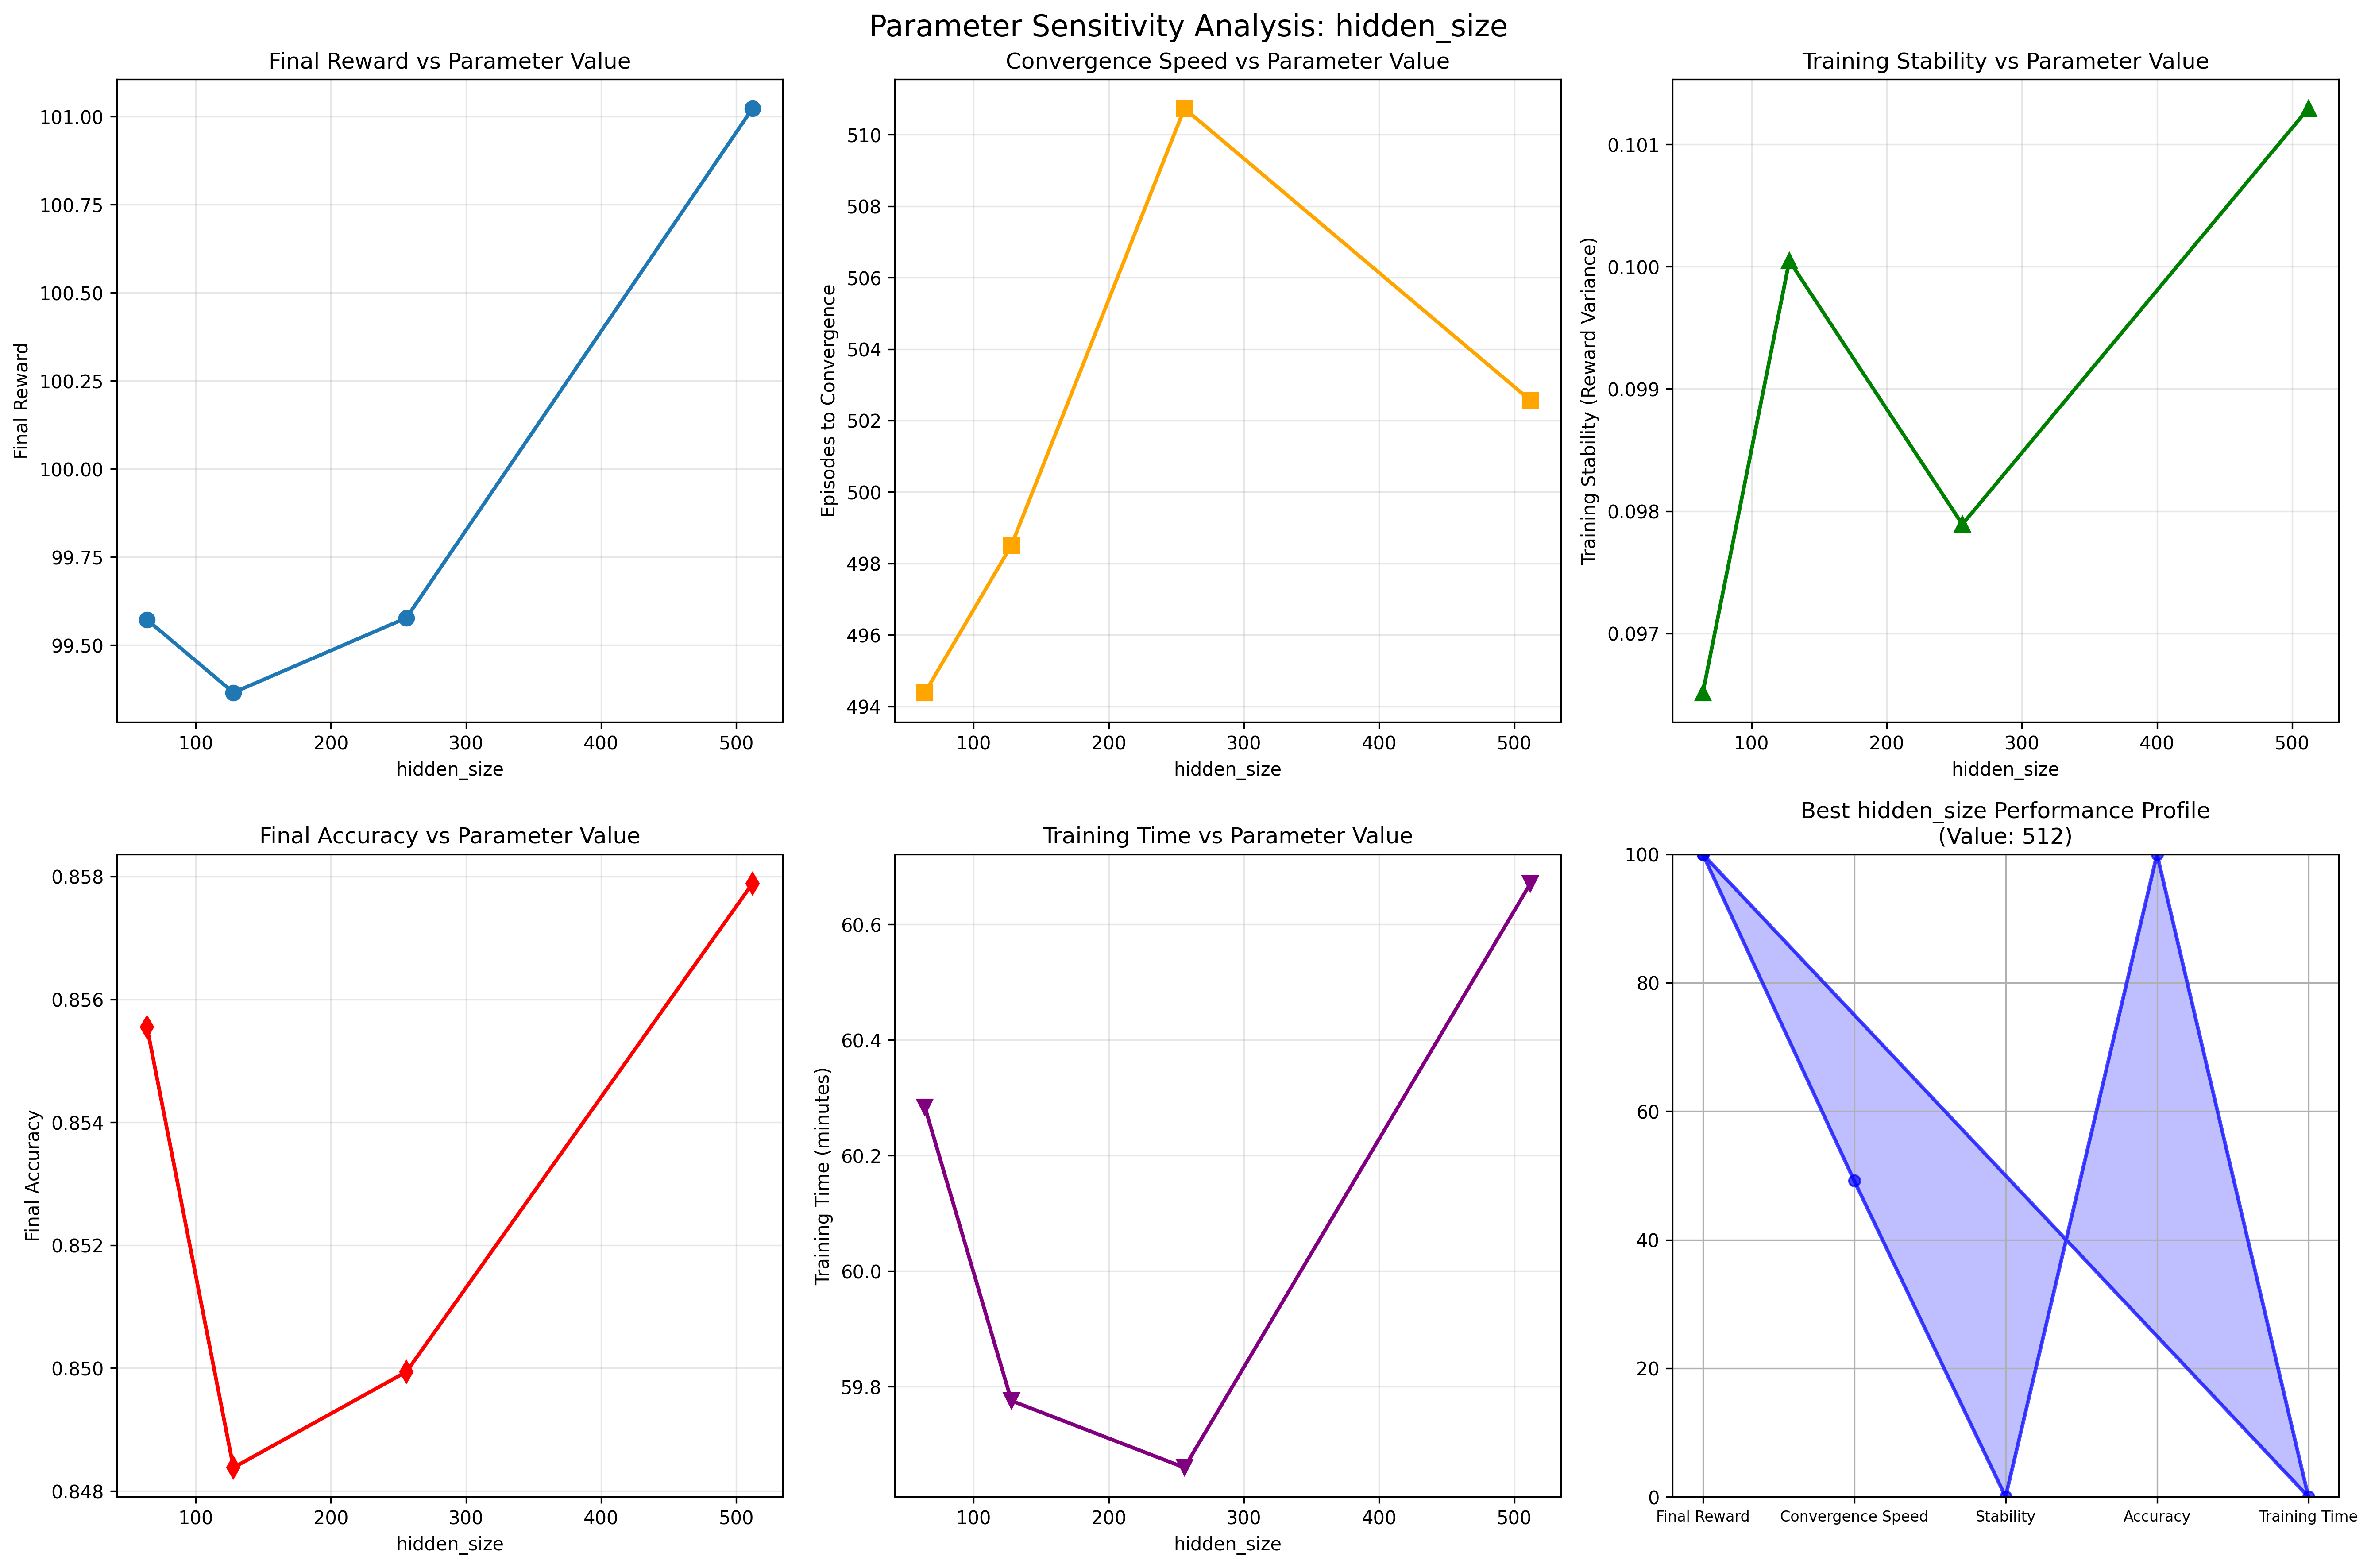 Parameter Sensitivity Analysis: hidden_size
Final Reward vs Parameter Value
101.00
100.75
100.50
100.25
100.00
99.75
99.50
Final Reward
100 200 300 400 500
hidden_size
Convergence Speed vs Parameter Value
510
508
506
504
502
500
498
496
494
Episodes to Convergence
100 200 300 400 500
hidden_size
Training Stability vs Parameter Value
0.101
0.100
0.099
0.098
0.097
Training Stability (Reward Variance)
100 200 300 400 500
hidden_size
Final Accuracy vs Parameter Value
0.858
0.856
0.854
0.852
0.850
0.848
Final Accuracy
100 200 300 400 500
hidden_size
Training Time vs Parameter Value
60.6
60.4
60.2
60.0
59.8
Training Time (minutes)
100 200 300 400 500
hidden_size
Best hidden_size Performance Profile
(Value: 512)
100
80
60
40
20
0
Final Reward Convergence Speed Stability Accuracy Training Time